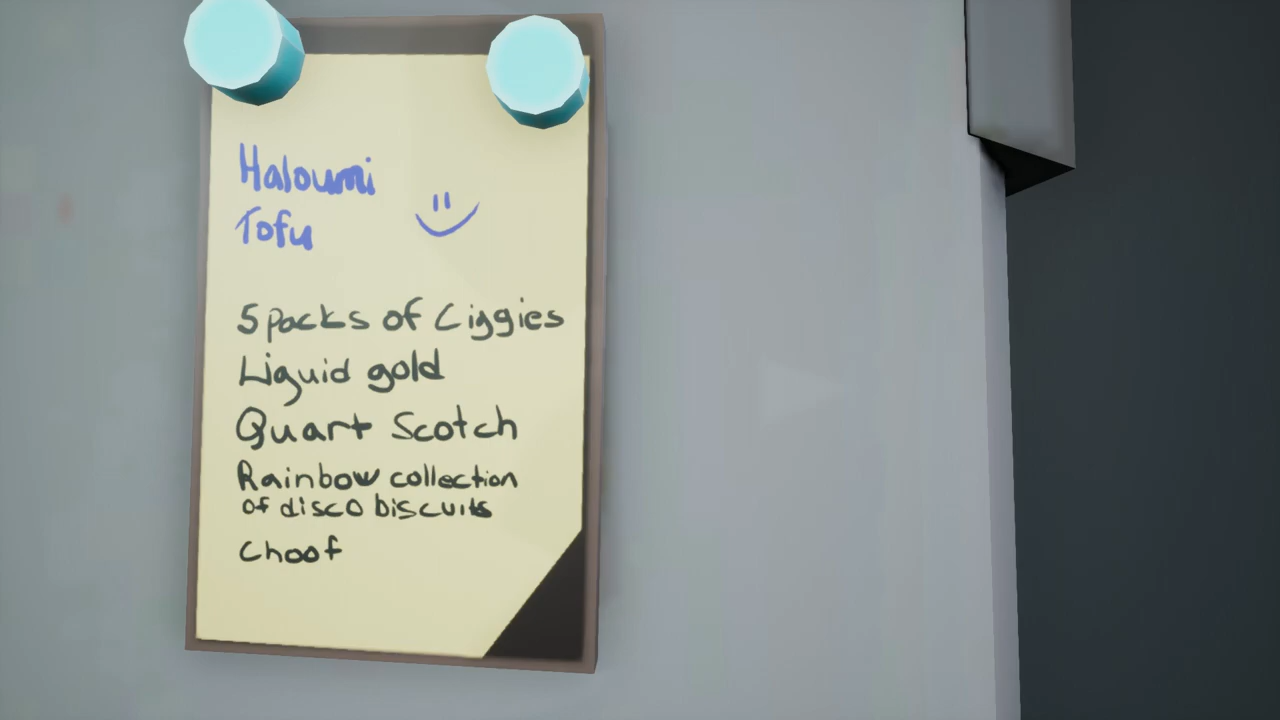 Haloumi
Tofu
5 packs of Ciggies
Liquid gold
Quart Scotch
Rainbow collection
of disco biscuits
Choof